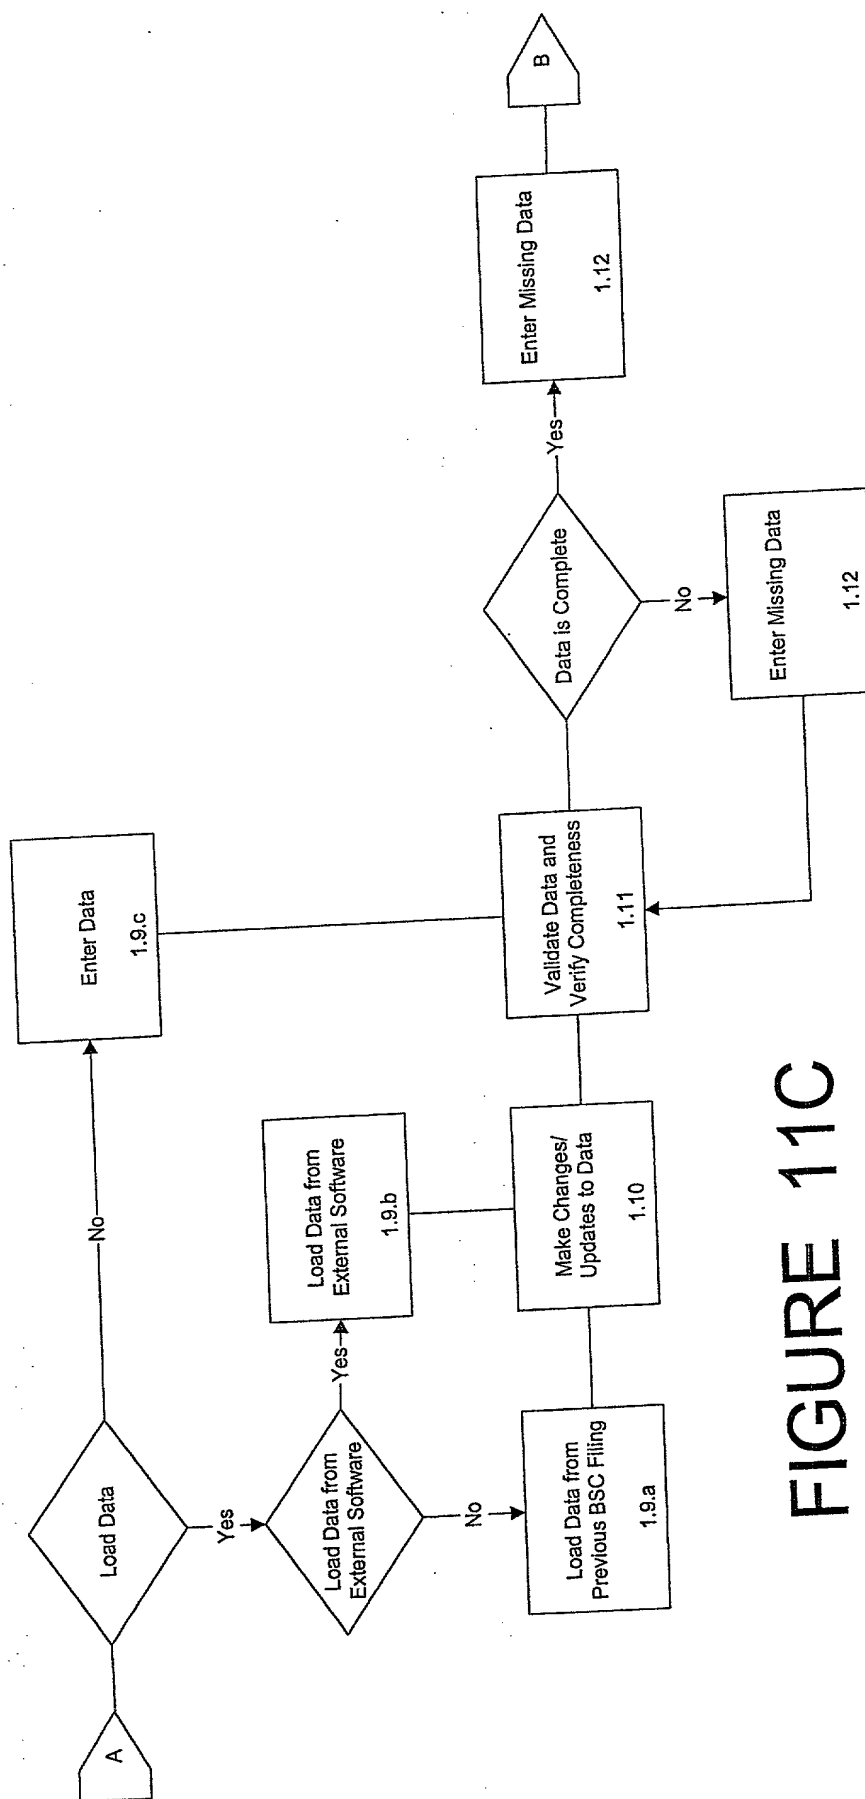 A
Load Data
No
Enter Data
1.9.c
Yes
Load Data from
External Software
Yes
Load Data from
External Software
1.9.b
No
Load Data from
Previous BSC Filing
1.9.a
Make Changes/
Updates to Data
1.10
Validate Data and
Verify Completeness
1.11
Data is Complete
Yes
Enter Missing Data
1.12
B
No
Enter Missing Data
1.12
FIGURE 11C